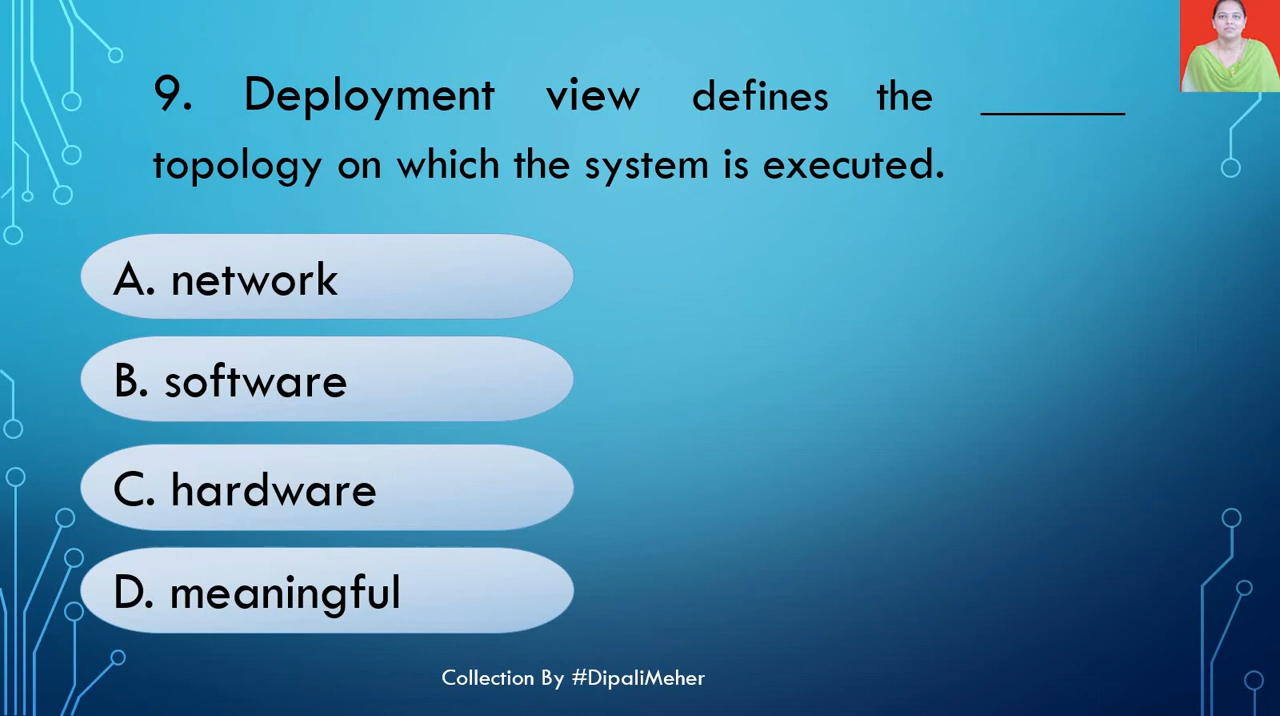 9. Deployment view defines the ______
topology on which the system is executed.
A. network
B. software
C. hardware
D. meaningful
Collection By #DipaliMeher